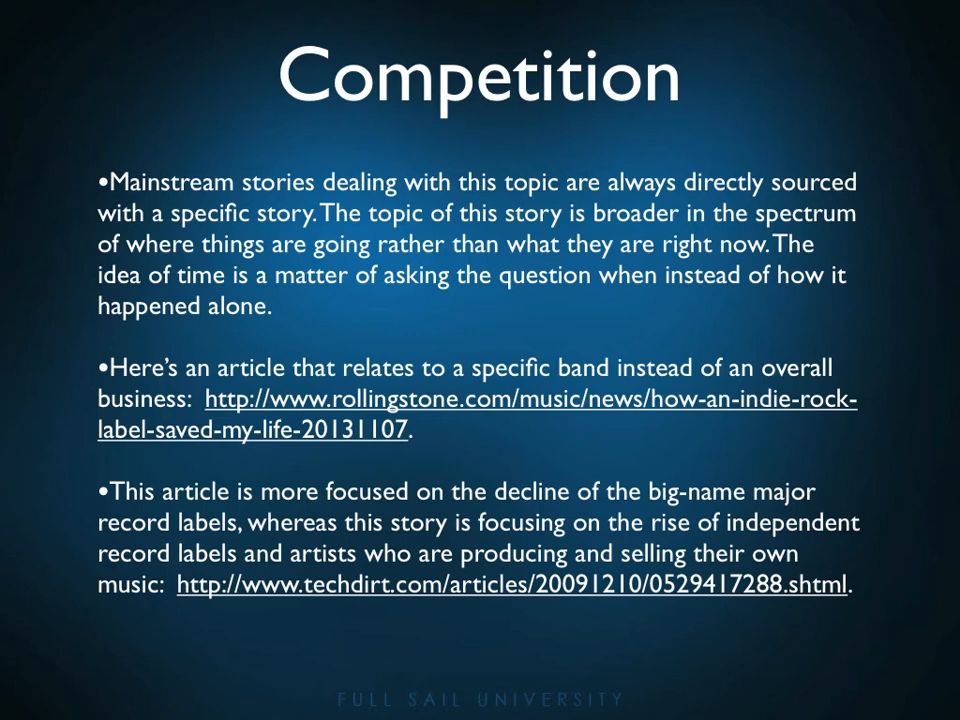 Competition
•Mainstream stories dealing with this topic are always directly sourced
with a specific story. The topic of this story is broader in the spectrum
of where things are going rather than what they are right now. The
idea of time is a matter of asking the question when instead of how it
happened alone.
•Here’s an article that relates to a specific band instead of an overall
business:  http://www.rollingstone.com/music/news/how-an-indie-rock-
label-saved-my-life-20131107.
•This article is more focused on the decline of the big-name major
record labels, whereas this story is focusing on the rise of independent
record labels and artists who are producing and selling their own
music:  http://www.techdirt.com/articles/20091210/0529417288.shtml.
FULL SAIL UNIVERSITY